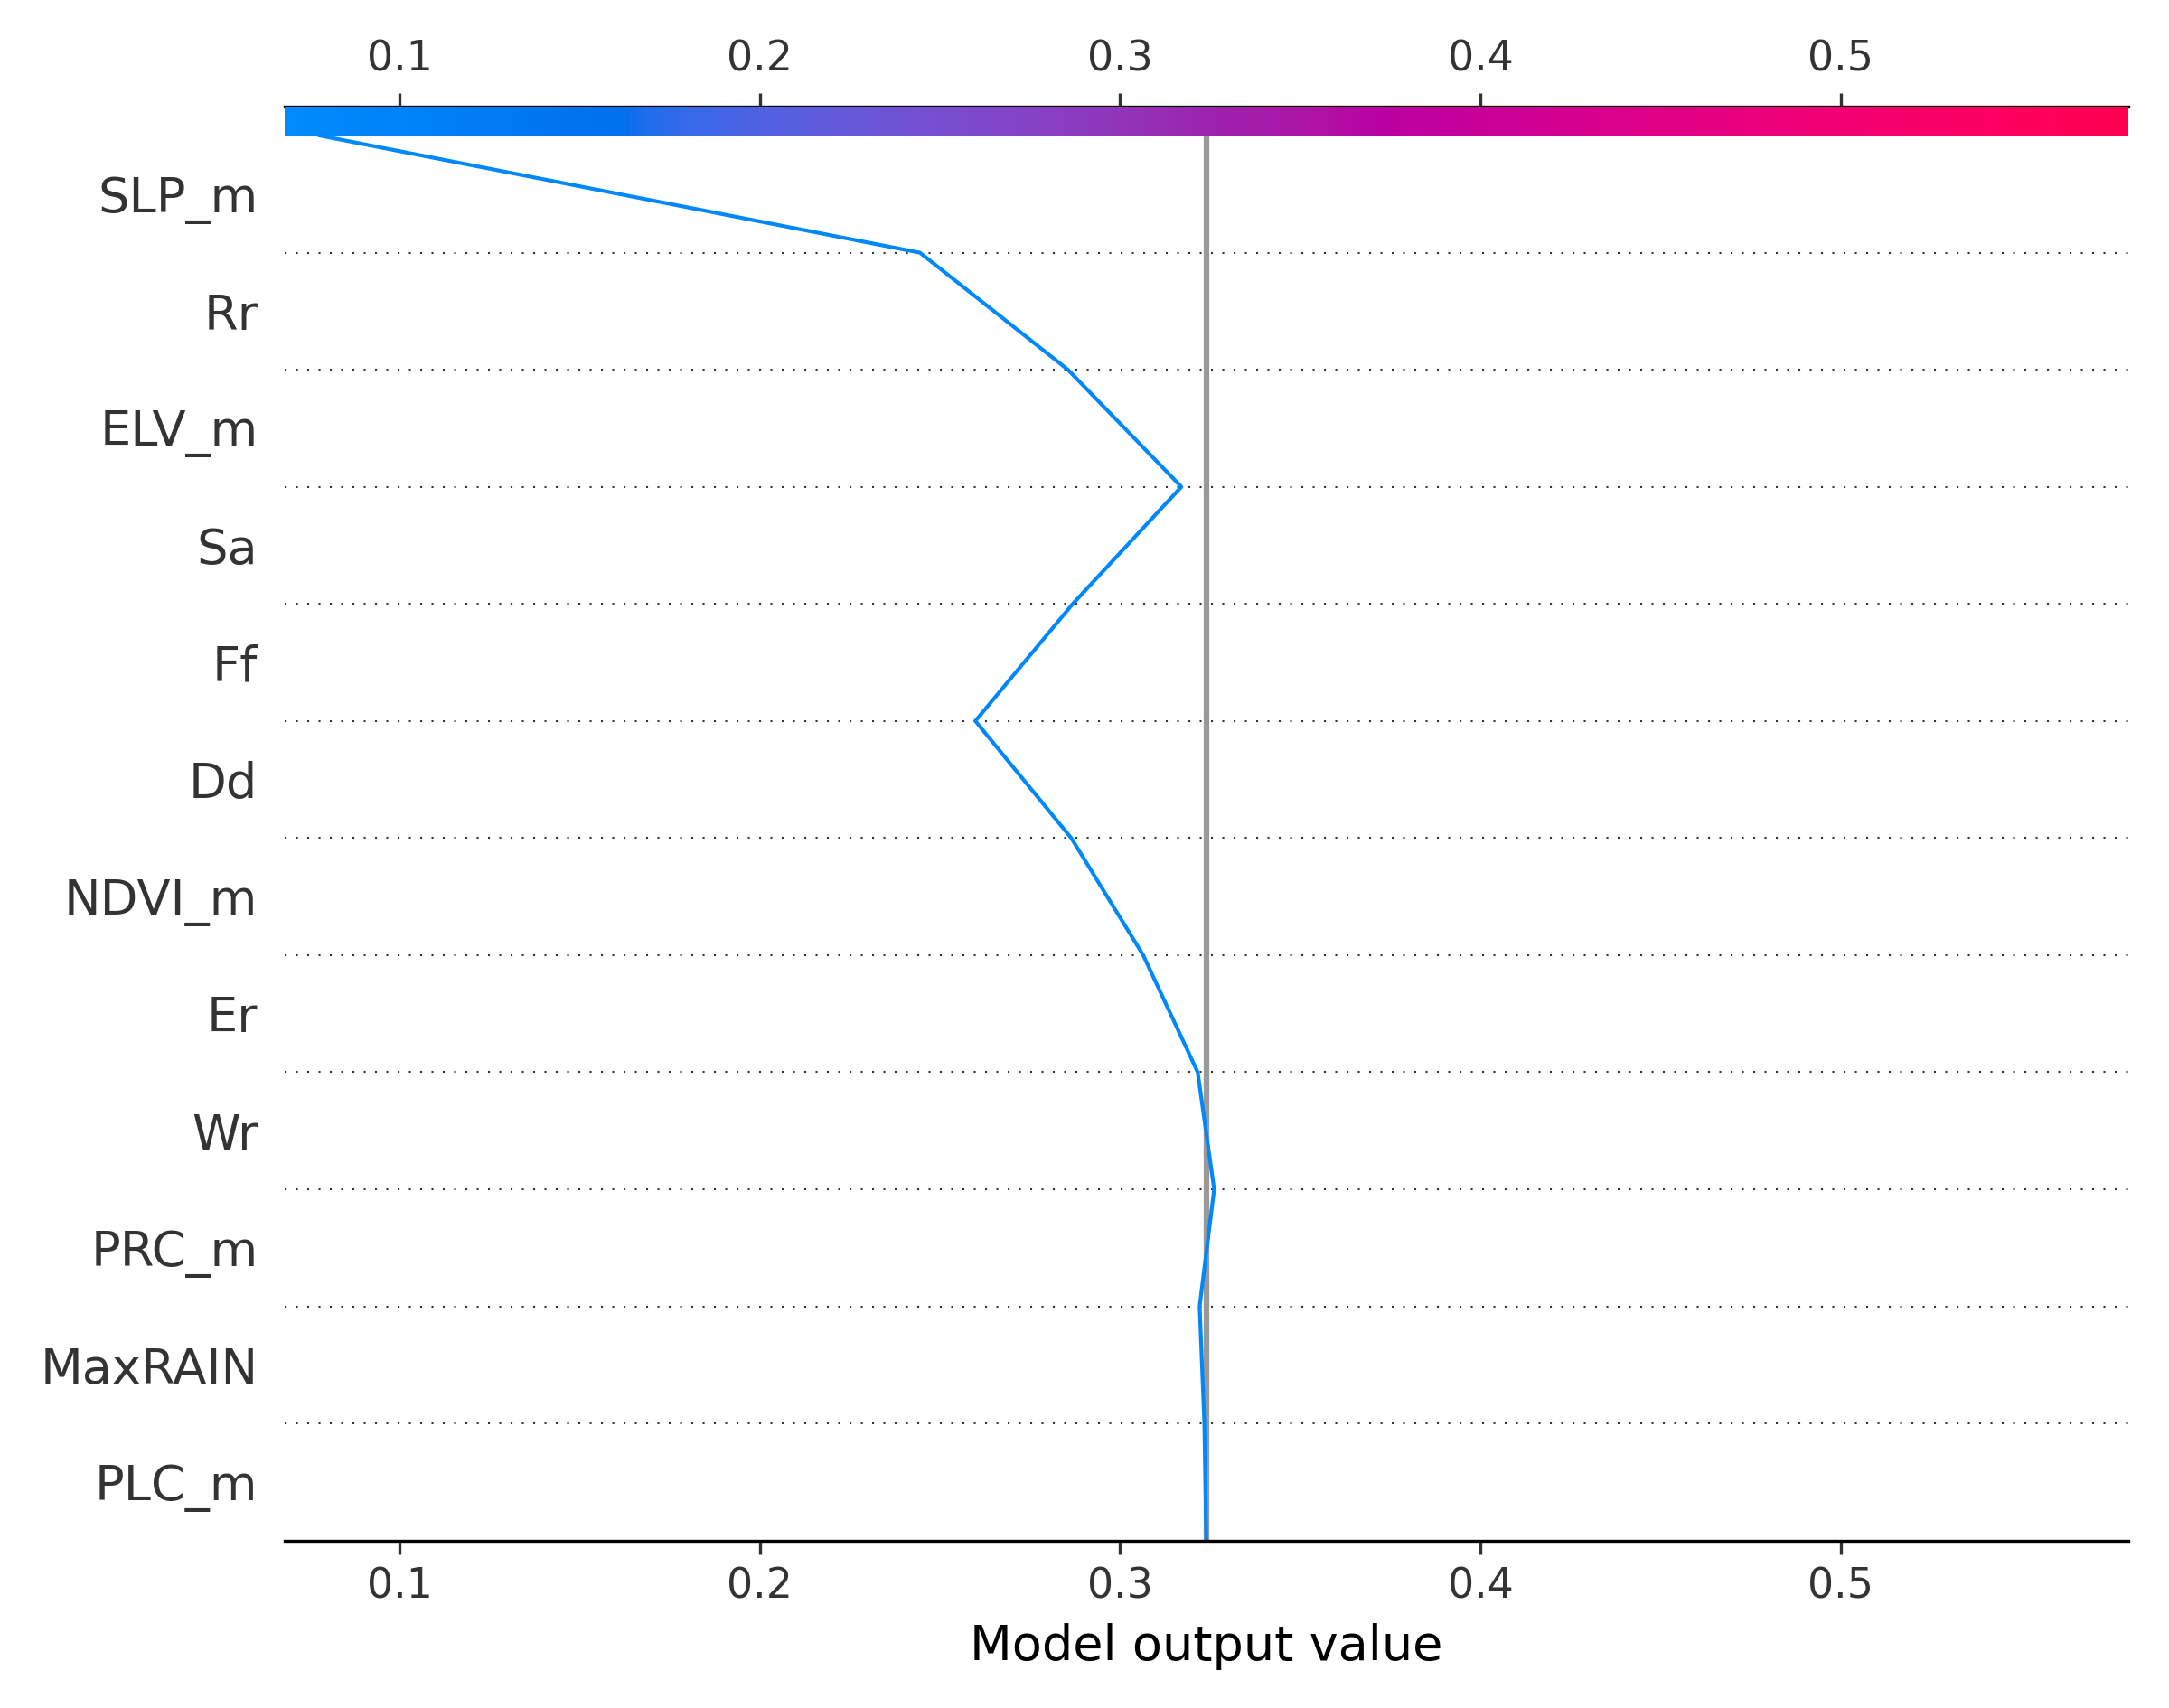 0.1 0.2 0.3 0.4 0.5
SLP_m
Rr
ELV_m
Sa
Ff
Dd
NDVI_m
Er
Wr
PRC_m
MaxRAIN
PLC_m
0.1 0.2 0.3 0.4 0.5
Model output value